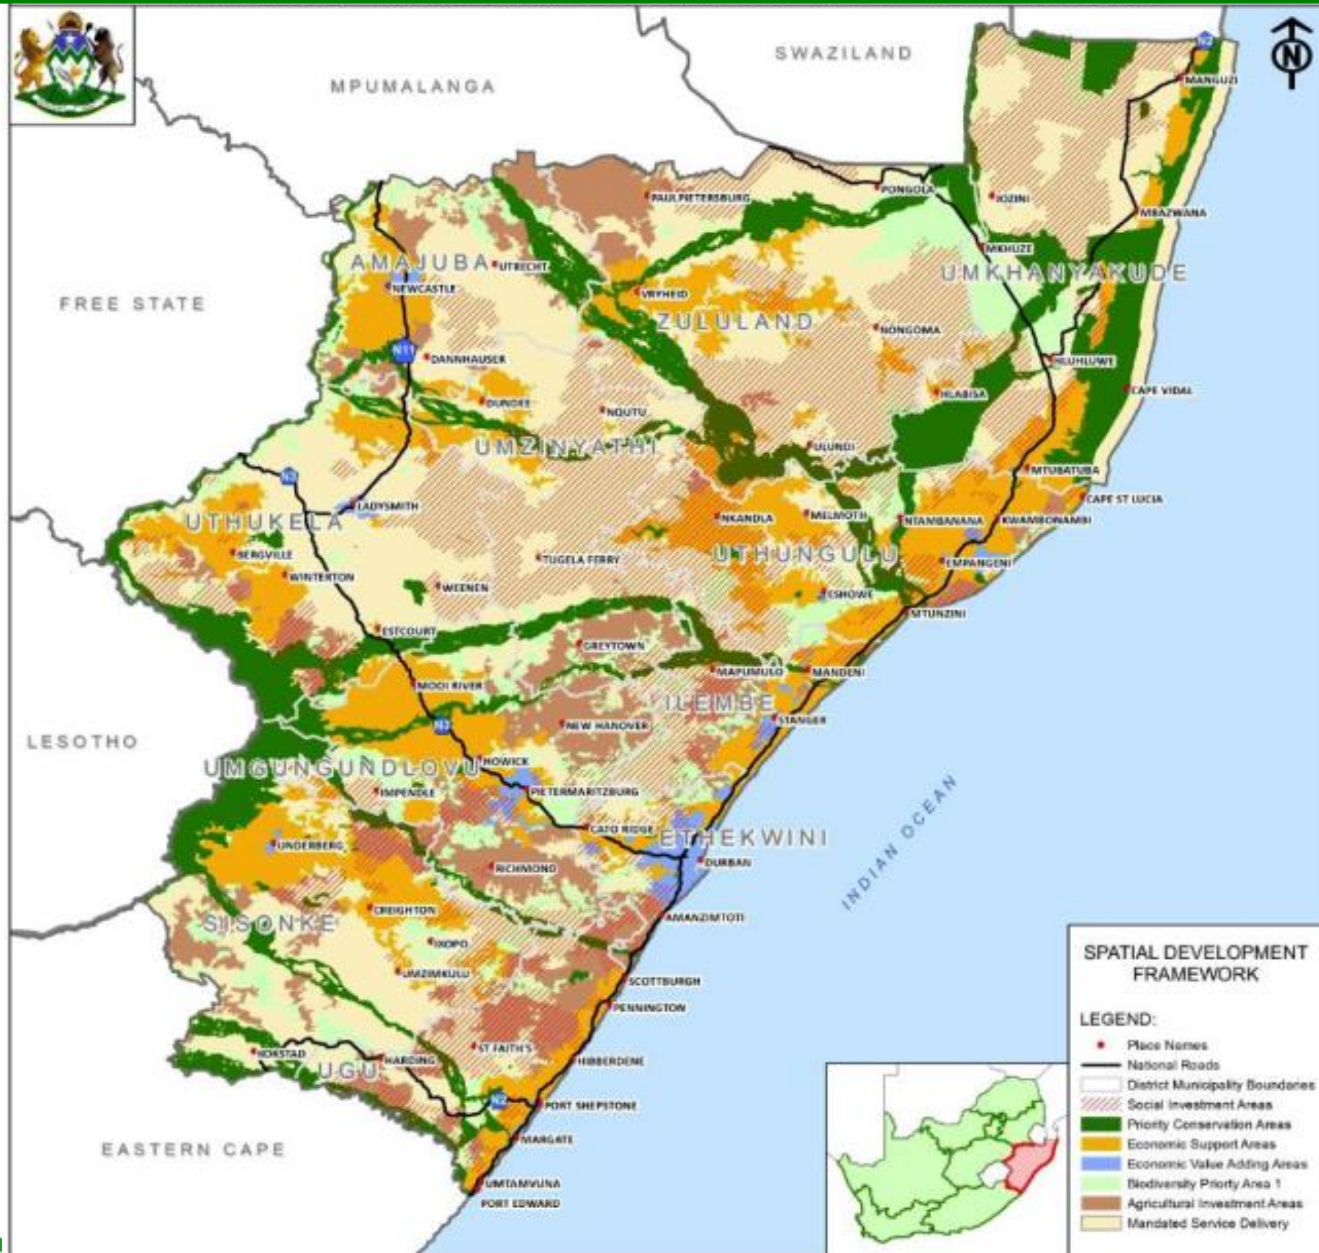 SWAZILAND
MPUMALANGA
N2
MANGUZI
PONGOLA
PAULPIETERSBURG
JOZINI
MBAZWANA
MKHUZE
AMAJUBA
UTRECHT
UMKHANYAKUDE
NEWCASTLE
VRYHEID
FREE STATE
ZULULAND
NONGOMA
N11
DANNHAUSER
HLUHLUWE
CAPE VIDAL
HLABISA
DUNDEE
NQUTU
UMZINYATHI
ULUNDI
MTUBATUBA
N3
CAPE ST LUCIA
LADYSMITH
UTHUKELA
NKANDLA
MELMOTH
NTAMBANANA
KWAMBONAMBI
BERGVILLE
TUGELA FERRY
UTHUNGULU
EMPANGENI
WINTERTON
WEENEN
ESHOWE
MTUNZINI
ESTCOURT
GREYTOWN
MAPUMULO
MANDENI
MOOI RIVER
ILEMBE
STANGER
N3
NEW HANOVER
LESOTHO
HOWICK
UMGUNGUNDLOVU
IMPENDLE
PIETERMARITZBURG
CATO RIDGE
ETHEKWINI
UNDERBERG
DURBAN
RICHMOND
INDIAN OCEAN
CREIGHTON
AMANZIMTOTI
SISONKE
IXOPO
UMZIMKULU
SCOTTBURGH
PENNINGTON
ST FAITH'S
KOKSTAD
HARDING
HIBBERDENE
UGU
N2
PORT SHEPSTONE
MARGATE
EASTERN CAPE
UMTAMVUNA
PORT EDWARD
N
SPATIAL DEVELOPMENT
FRAMEWORK
LEGEND:
Place Names
National Roads
District Municipality Boundaries
Social Investment Areas
Priority Conservation Areas
Economic Support Areas
Economic Value Adding Areas
Biodiversity Priorty Area 1
Agricultural Investment Areas
Mandated Service Delivery